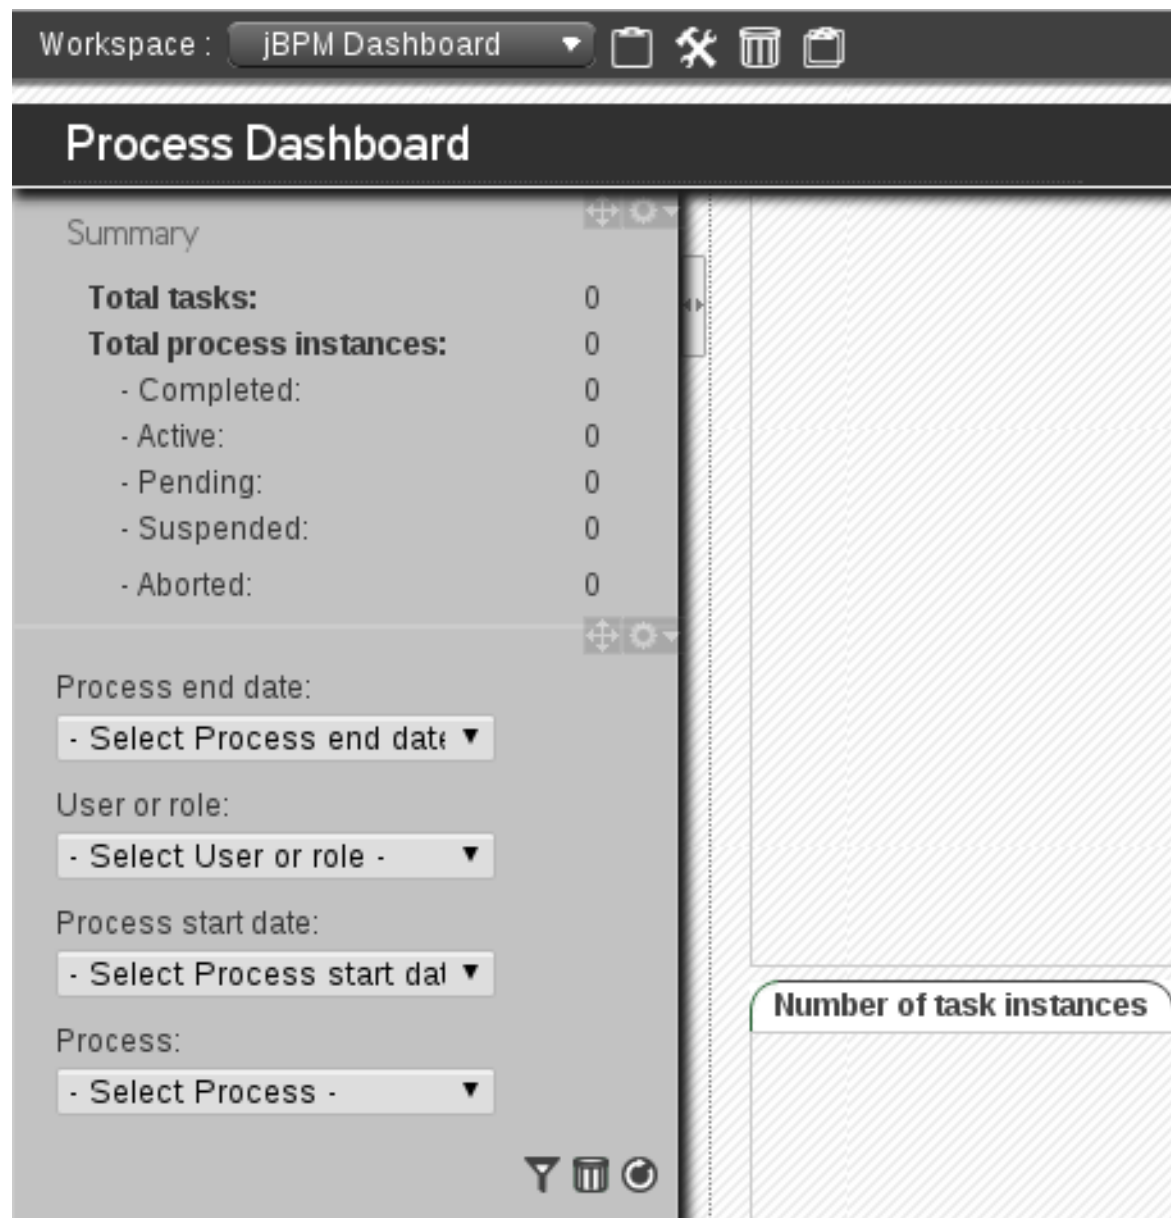 Workspace : jBPM Dashboard
Process Dashboard
Summary
Total tasks: 0
Total process instances: 0
- Completed: 0
- Active: 0
- Pending: 0
- Suspended: 0
- Aborted: 0
Process end date:
- Select Process end date
User or role:
- Select User or role -
Process start date:
- Select Process start dat
Process:
- Select Process -
Number of task instances